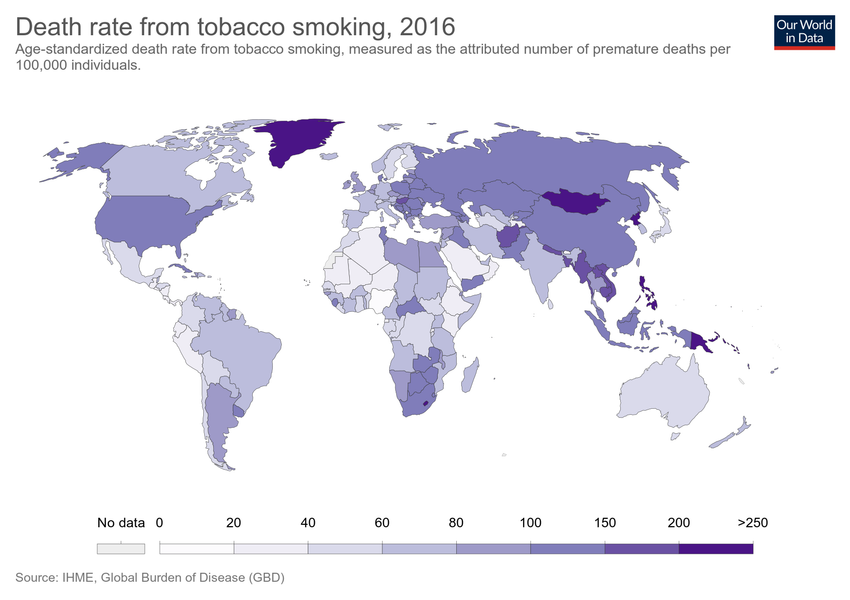 Death rate from tobacco smoking, 2016
Our World
in Data
Age-standardized death rate from tobacco smoking, measured as the attributed number of premature deaths per
100,000 individuals.
No data 0 20 40 60 80 100 150 200 >250
Source: IHME, Global Burden of Disease (GBD)